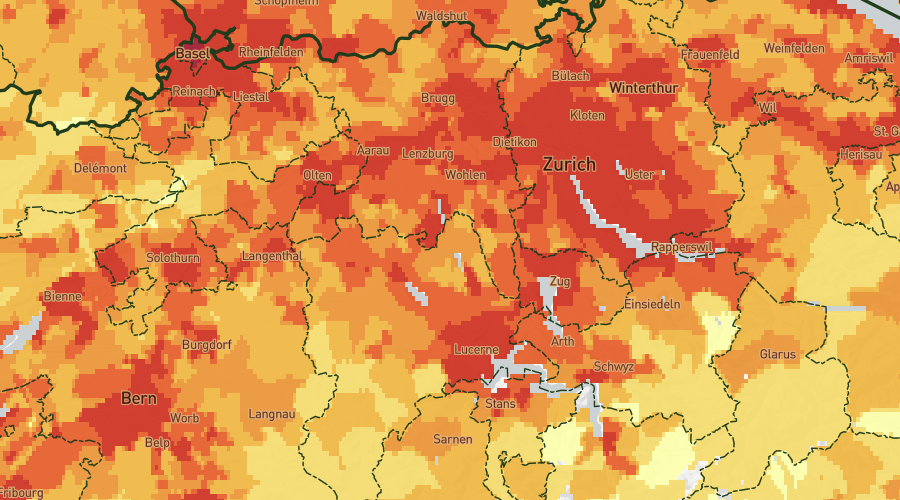 Schopfheim
Waldshut
Basel
Rheinfelden
Frauenfeld
Weinfelden
Amriswil
Reinach
Liestal
Brugg
Bülach
Winterthur
Kloten
Wil
St. G
Delémont
Aarau
Lenzburg
Dietikon
Herisau
Olten
Wohlen
Zurich
Uster
Ap
Solothurn
Langenthal
Rapperswil
Bienne
Zug
Einsiedeln
Burgdorf
Lucerne
Arth
Glarus
Schwyz
Bern
Worb
Langnau
Stans
Belp
Sarnen
Fribourg